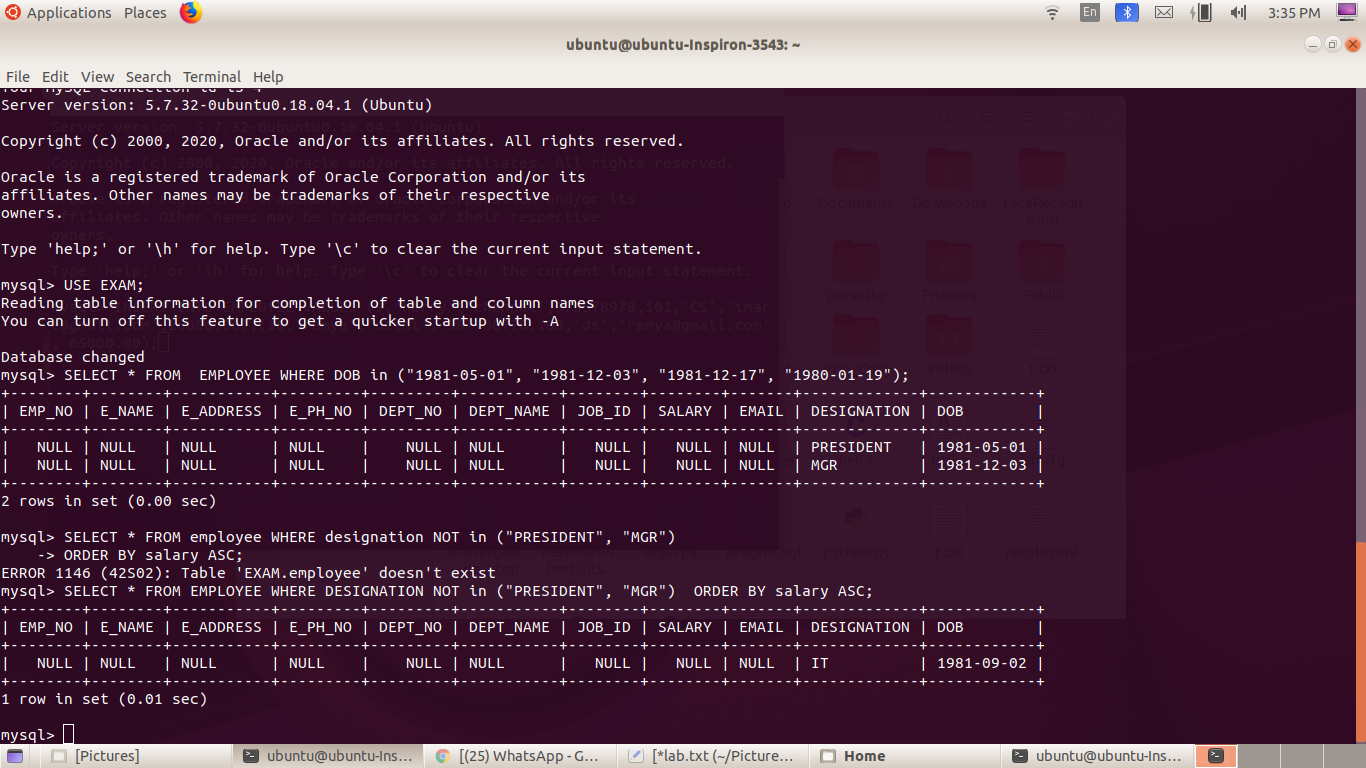 Applications Places
En
3:35 PM
ubuntu@ubuntu-Inspiron-3543: ~
File Edit View Search Terminal Help
Your MySQL connection id is 4
Server version: 5.7.32-0ubuntu0.18.04.1 (Ubuntu)
Copyright (c) 2000, 2020, Oracle and/or its affiliates. All rights reserved.
Oracle is a registered trademark of Oracle Corporation and/or its
affiliates. Other names may be trademarks of their respective
owners.
Type 'help;' or '\h' for help. Type '\c' to clear the current input statement.
mysql> USE EXAM;
Reading table information for completion of table and column names
You can turn off this feature to get a quicker startup with -A
Database changed
mysql> SELECT * FROM  EMPLOYEE WHERE DOB in ("1981-05-01", "1981-12-03", "1981-12-17", "1980-01-19");
+--------+--------+-----------+---------+---------+-----------+--------+--------+-------+-------------+------------+
| EMP_NO | E_NAME | E_ADDRESS | E_PH_NO | DEPT_NO | DEPT_NAME | JOB_ID | SALARY | EMAIL | DESIGNATION | DOB        |
+--------+--------+-----------+---------+---------+-----------+--------+--------+-------+-------------+------------+
|   NULL | NULL   | NULL      | NULL    |    NULL | NULL      |   NULL |   NULL | NULL  | PRESIDENT   | 1981-05-01 |
|   NULL | NULL   | NULL      | NULL    |    NULL | NULL      |   NULL |   NULL | NULL  | MGR         | 1981-12-03 |
+--------+--------+-----------+---------+---------+-----------+--------+--------+-------+-------------+------------+
2 rows in set (0.00 sec)
mysql> SELECT * FROM employee WHERE designation NOT in ("PRESIDENT", "MGR")
    -> ORDER BY salary ASC;
ERROR 1146 (42S02): Table 'EXAM.employee' doesn't exist
mysql> SELECT * FROM EMPLOYEE WHERE DESIGNATION NOT in ("PRESIDENT", "MGR")  ORDER BY salary ASC;
+--------+--------+-----------+---------+---------+-----------+--------+--------+-------+-------------+------------+
| EMP_NO | E_NAME | E_ADDRESS | E_PH_NO | DEPT_NO | DEPT_NAME | JOB_ID | SALARY | EMAIL | DESIGNATION | DOB        |
+--------+--------+-----------+---------+---------+-----------+--------+--------+-------+-------------+------------+
|   NULL | NULL   | NULL      | NULL    |    NULL | NULL      |   NULL |   NULL | NULL  | IT          | 1981-09-02 |
+--------+--------+-----------+---------+---------+-----------+--------+--------+-------+-------------+------------+
1 row in set (0.01 sec)
mysql>
[Pictures] ubuntu@ubuntu-Ins... [(25) WhatsApp - G... [*lab.txt (~/Picture... Home ubuntu@ubuntu-Ins...